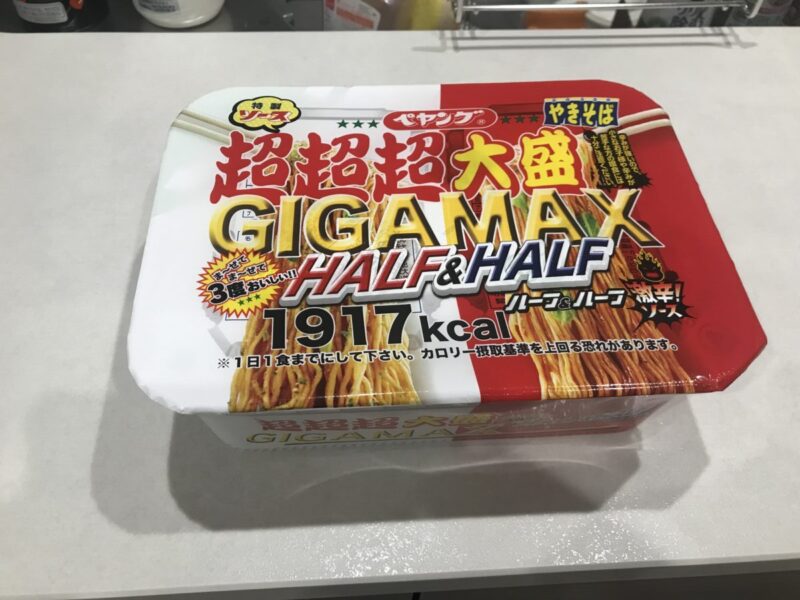 特製
ソース
ペヤング®
やきそば
超超超大盛
GIGAMAX
HALF&HALF
ハーフ&ハーフ
激辛!
ソース
ま〜ぜて
ま〜ぜて
3度おいしい!!
1917kcal
※1日1食までにして下さい。カロリー摂取基準を上回る恐れがあります。
超超超大盛
GIGAMAX